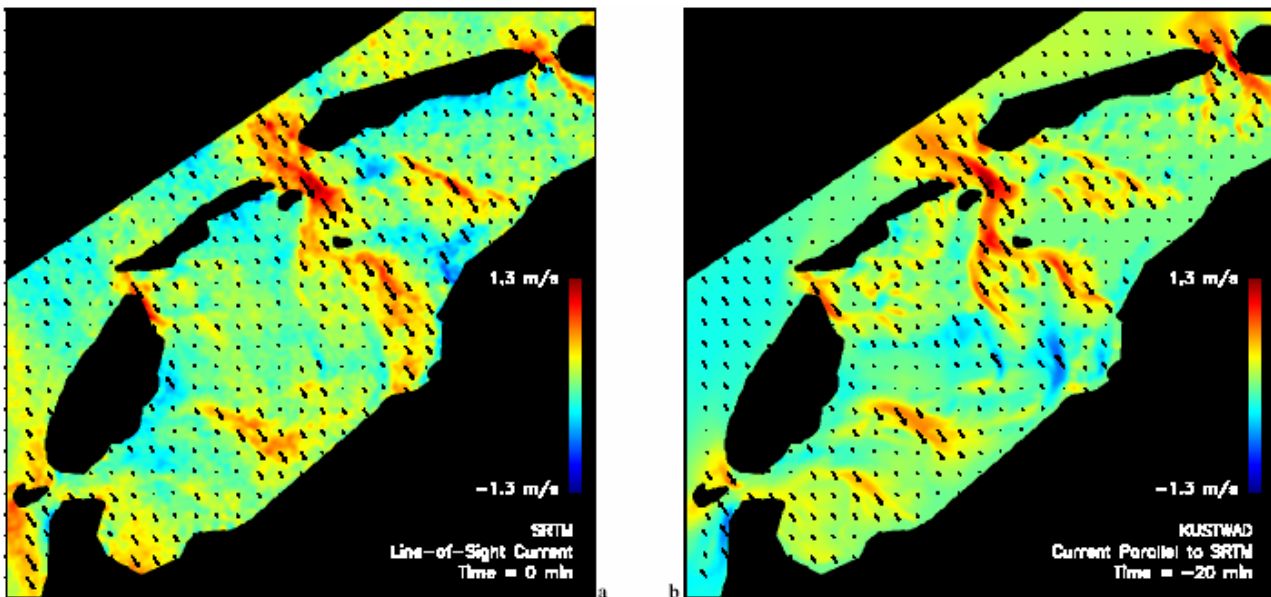 1.3 m/s
-1.3 m/s
SRTM
Line-of-Sight Current
Time = 0 min
a
1.3 m/s
-1.3 m/s
KUSTWAD
Current Parallel to SRTM
Time = -20 min
b